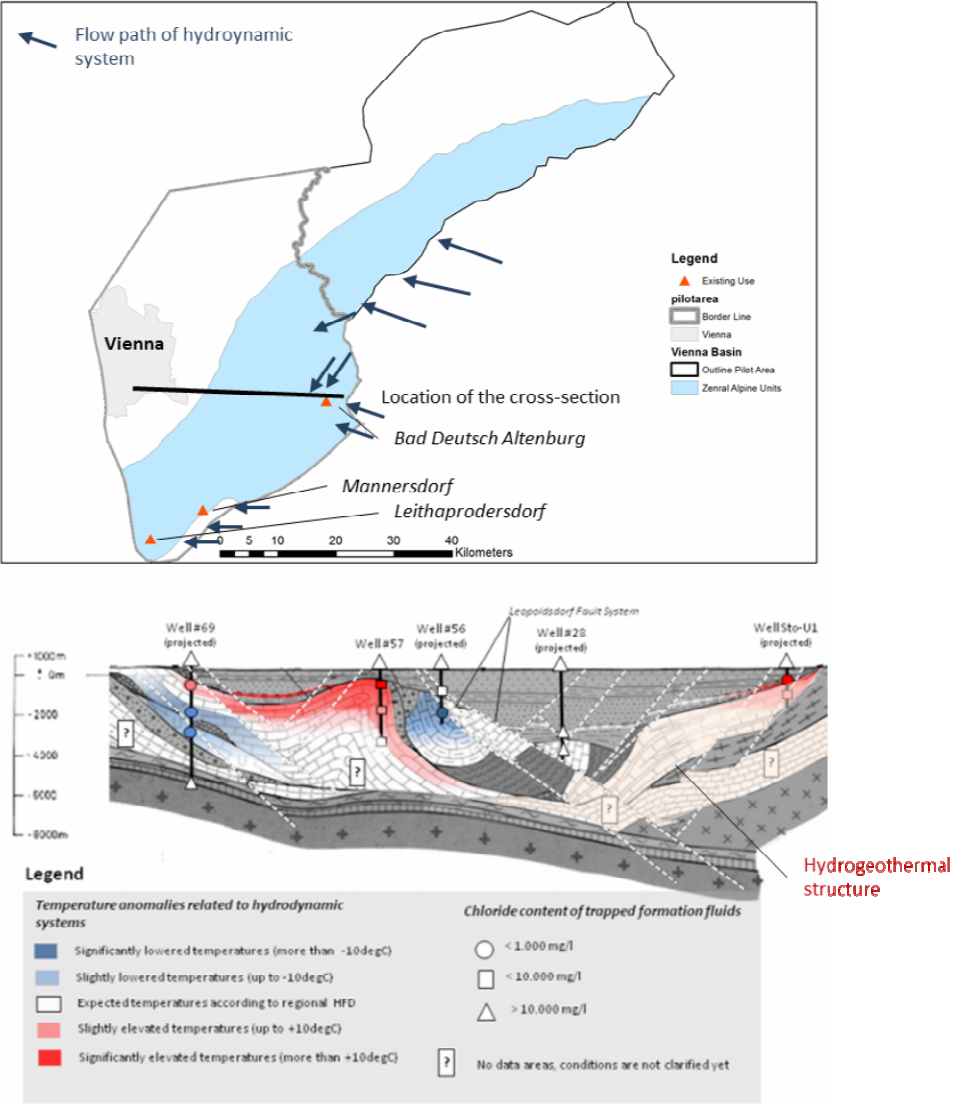 Flow path of hydroynamic
system
Legend
Existing Use
pilotarea
Border Line
Vienna
Vienna Basin
Outline Pilot Area
Zenral Alpine Units
Vienna
Location of the cross-section
Bad Deutsch Altenburg
Mannersdorf
Leithaprodersdorf
0 5 10 20 30 40
Kilometers
Leopoldsdorf Fault System
Well#69
(projected)
Well#57
Well#56
(projected)
Well#28
(projected)
WellSto-U1
(projected)
+1000m
± 0m
-2000
-4000
-6000
-8000m
?
?
?
?
Hydrogeothermal
structure
Legend
Temperature anomalies related to hydrodynamic
systems
Significantly lowered temperatures (more than -10degC)
Slightly lowered temperatures (up to -10degC)
Expected temperatures according to regional HFD
Slightly elevated temperatures (up to +10degC)
Significantly elevated temperatures (more than +10degC)
Chloride content of trapped formation fluids
< 1.000 mg/l
< 10.000 mg/l
> 10.000 mg/l
? No data areas, conditions are not clarified yet